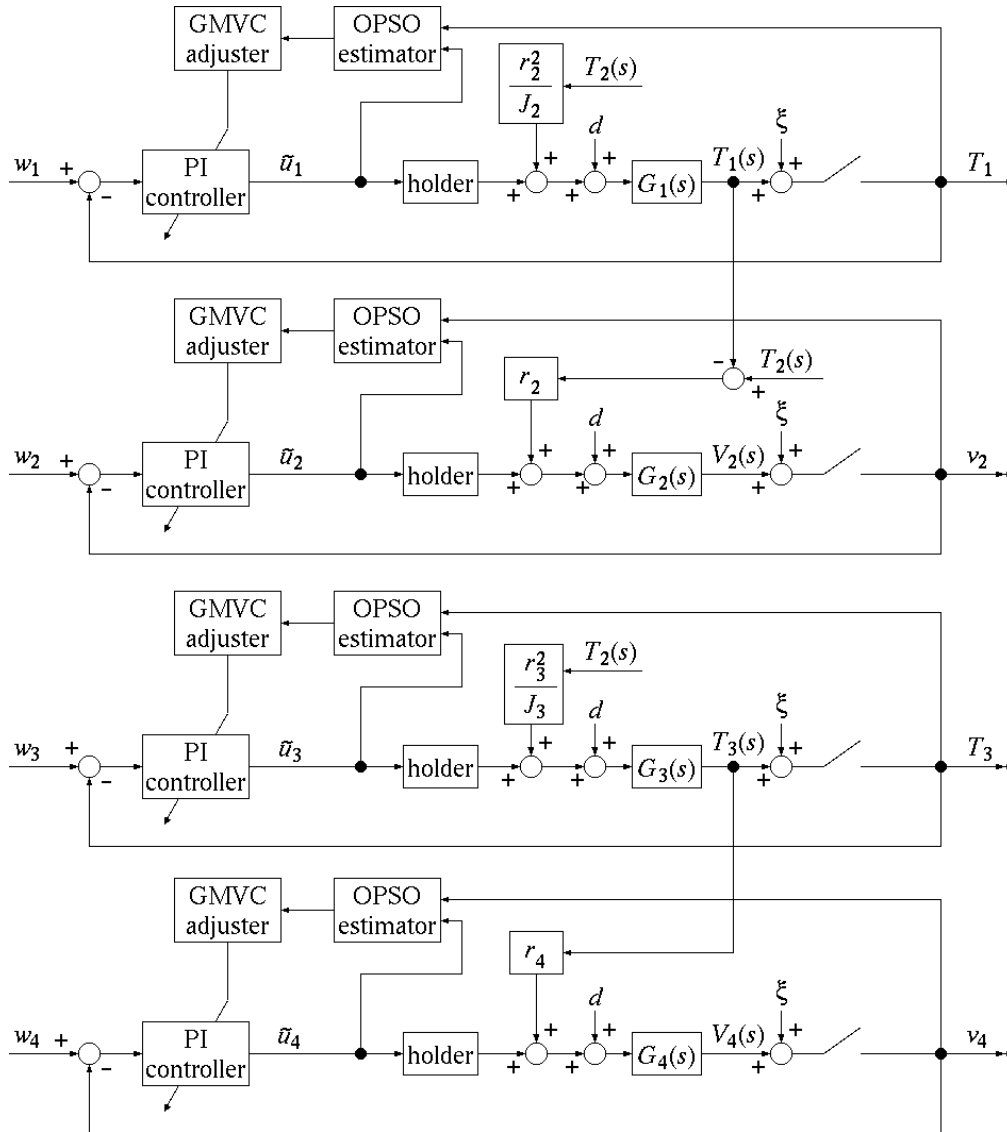 GMVC
adjuster
OPSO
estimator
r₂²
J₂
T₂(s)
d
ξ
w₁
+
-
PI
controller
ũ₁
holder
+
+
+
+
G₁(s)
T₁(s)
+
+
T₁
GMVC
adjuster
OPSO
estimator
r₂
-
+
T₂(s)
d
ξ
w₂
+
-
PI
controller
ũ₂
holder
+
+
+
+
G₂(s)
V₂(s)
+
+
v₂
GMVC
adjuster
OPSO
estimator
r₃²
J₃
T₂(s)
d
ξ
w₃
+
-
PI
controller
ũ₃
holder
+
+
+
+
G₃(s)
T₃(s)
+
+
T₃
GMVC
adjuster
OPSO
estimator
r₄
d
ξ
w₄
+
-
PI
controller
ũ₄
holder
+
+
+
+
G₄(s)
V₄(s)
+
+
v₄